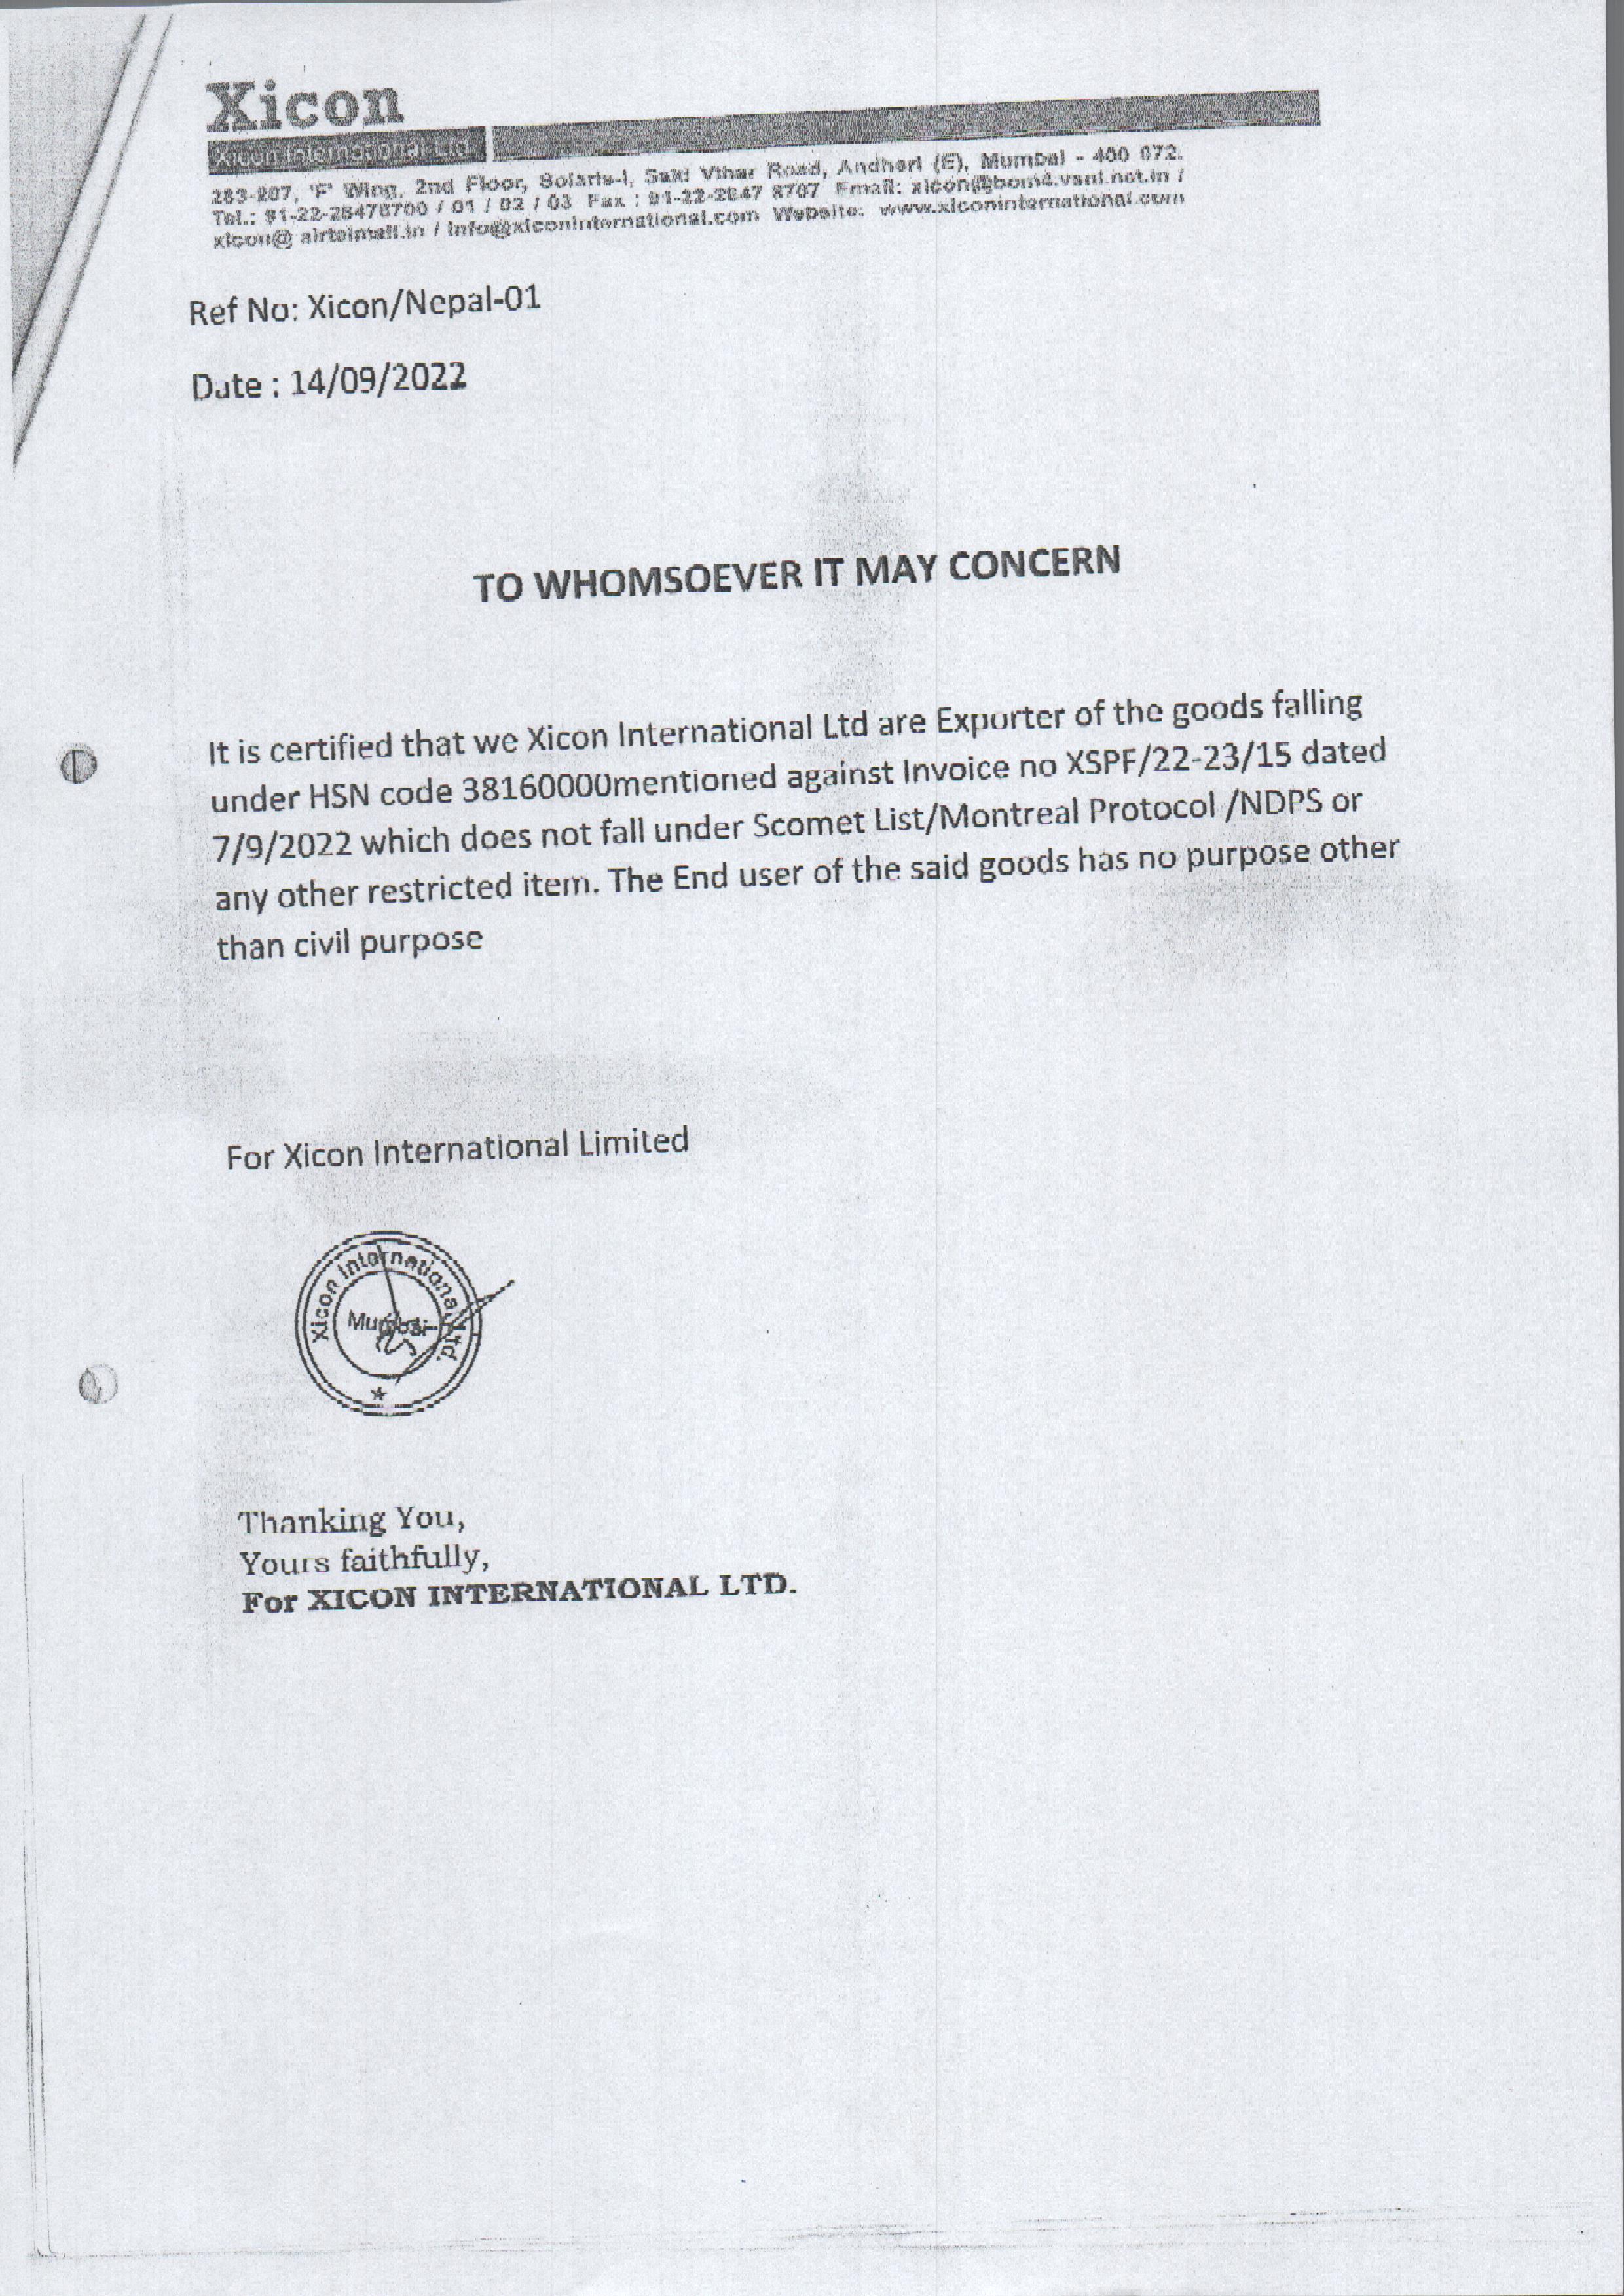 Xicon
Xicon International Ltd.
Wing, 2nd Floor, Solaris-I, Saki Vihar Road, Andheri (E), Mumbai - 400 072.
Tel.: 91-22-28478700 / 01 / 02 / 03 Fax : 91-22-2847 8707 Email: xicon@bom4.vsnl.net.in /
xicon@ airtelmail.in / info@xiconinternational.com Website: www.xiconinternational.com
Ref No: Xicon/Nepal-01
Date : 14/09/2022
TO WHOMSOEVER IT MAY CONCERN
It is certified that we Xicon International Ltd are Exporter of the goods falling
under HSN code 38160000mentioned against Invoice no XSPF/22-23/15 dated
7/9/2022 which does not fall under Scomet List/Montreal Protocol /NDPS or
any other restricted item. The End user of the said goods has no purpose other
than civil purpose
For Xicon International Limited
Xicon International Ltd.
Mumbai
Thanking You,
Yours faithfully,
For XICON INTERNATIONAL LTD.